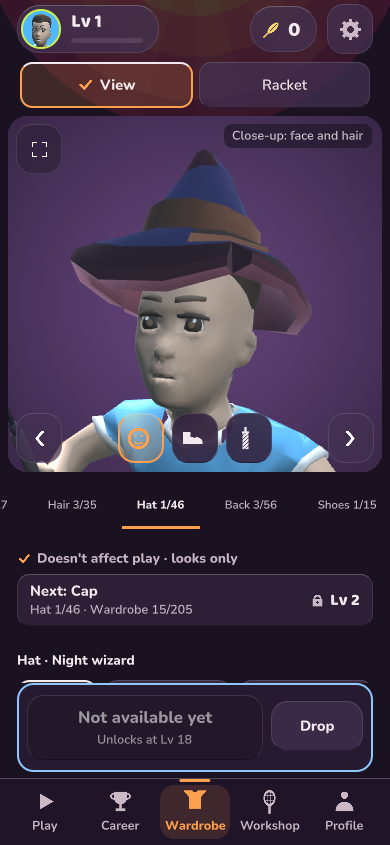 Lv 1
0
View
Racket
Close-up: face and hair
7
Hair 3/35
Hat 1/46
Back 3/56
Shoes 1/15
Doesn't affect play · looks only
Next: Cap
Hat 1/46 · Wardrobe 15/205
Lv 2
Hat · Night wizard
Not available yet
Unlocks at Lv 18
Drop
Play
Career
Wardrobe
Workshop
Profile